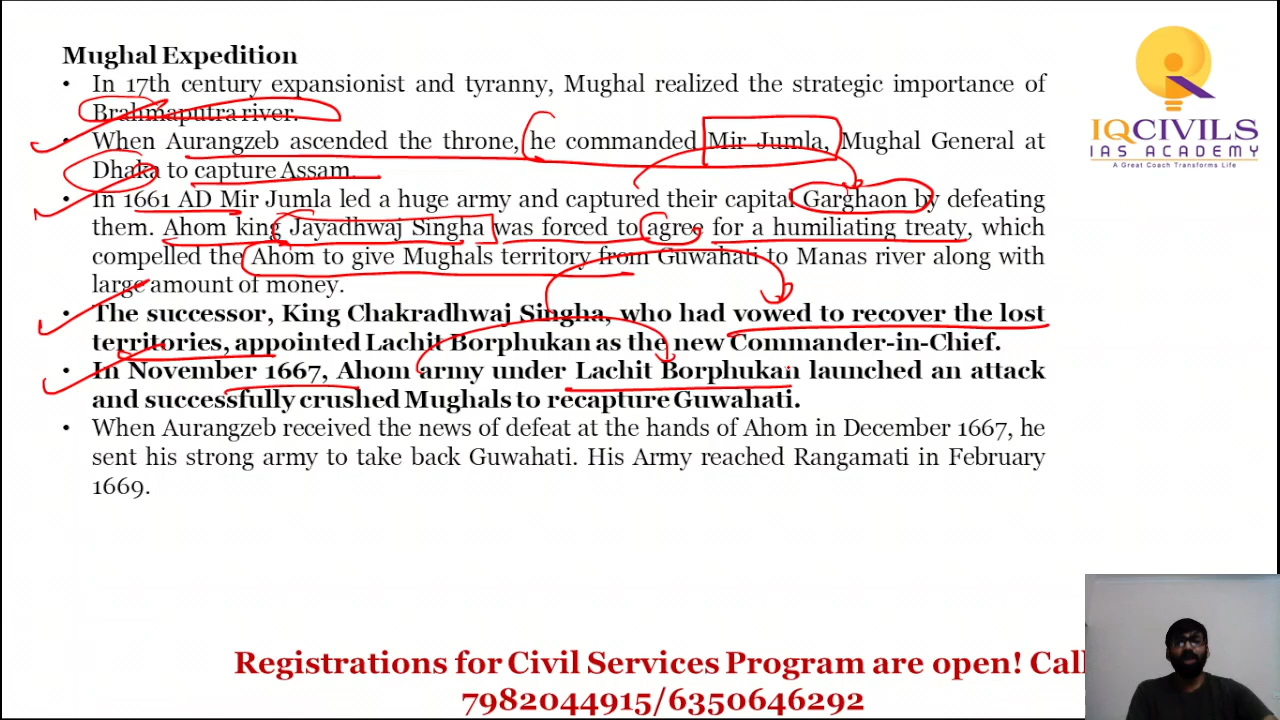 Mughal Expedition
• In 17th century expansionist and tyranny, Mughal realized the strategic importance of
Brahmaputra river.
• When Aurangzeb ascended the throne, he commanded Mir Jumla, Mughal General at
Dhaka to capture Assam.
• In 1661 AD Mir Jumla led a huge army and captured their capital Garghaon by defeating
them. Ahom king Jayadhwaj Singha was forced to agree for a humiliating treaty, which
compelled the Ahom to give Mughals territory from Guwahati to Manas river along with
large amount of money.
• The successor, King Chakradhwaj Singha, who had vowed to recover the lost
territories, appointed Lachit Borphukan as the new Commander-in-Chief.
• In November 1667, Ahom army under Lachit Borphukan launched an attack
and successfully crushed Mughals to recapture Guwahati.
• When Aurangzeb received the news of defeat at the hands of Ahom in December 1667, he
sent his strong army to take back Guwahati. His Army reached Rangamati in February
1669.
IQCIVILS
IAS ACADEMY
A Great Coach Transforms Life
Registrations for Civil Services Program are open! Call
7982044915/6350646292